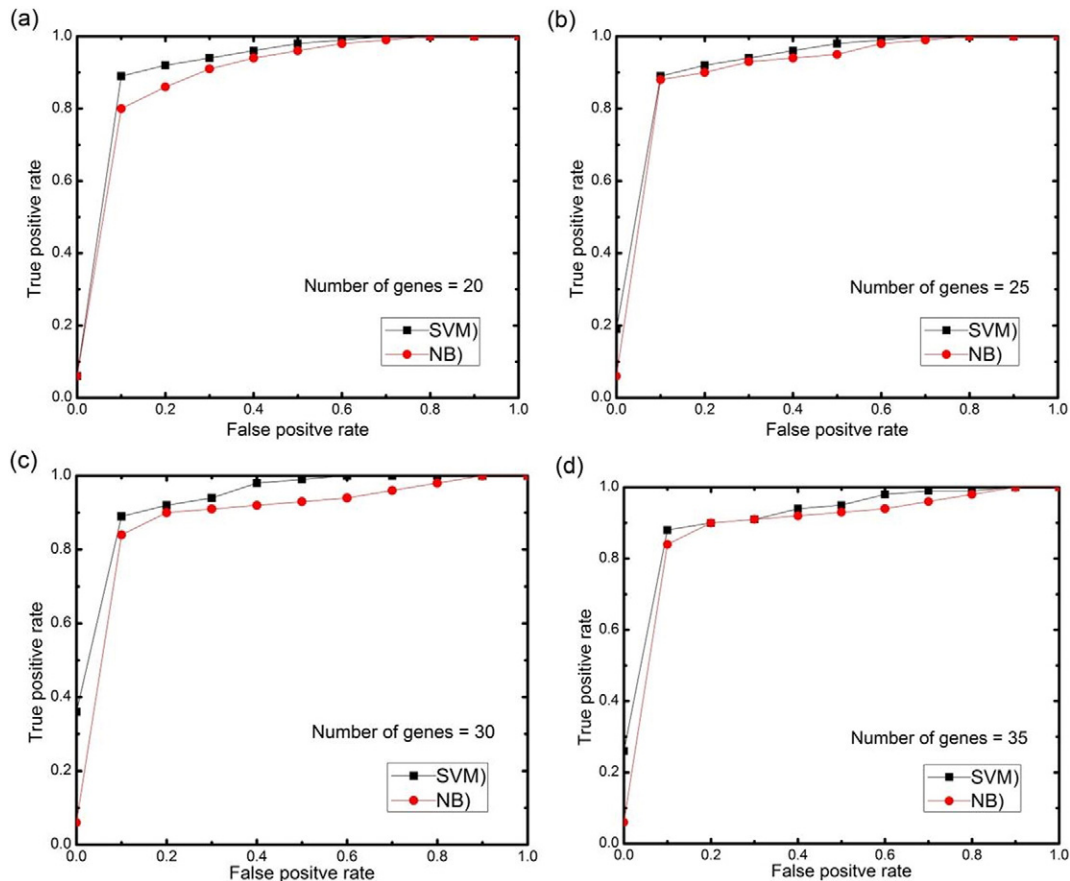 (a)
1.0
0.8
0.6
0.4
0.2
0.0
True positive rate
Number of genes = 20
SVM)
NB)
0.0 0.2 0.4 0.6 0.8 1.0
False positve rate
(b)
1.0
0.8
0.6
0.4
0.2
0.0
True positive rate
Number of genes = 25
SVM)
NB)
0.0 0.2 0.4 0.6 0.8 1.0
False positve rate
(c)
1.0
0.8
0.6
0.4
0.2
0.0
True positive rate
Number of genes = 30
SVM)
NB)
0.0 0.2 0.4 0.6 0.8 1.0
False positve rate
(d)
1.0
0.8
0.6
0.4
0.2
0.0
True positive rate
Number of genes = 35
SVM)
NB)
0.0 0.2 0.4 0.6 0.8 1.0
False positve rate